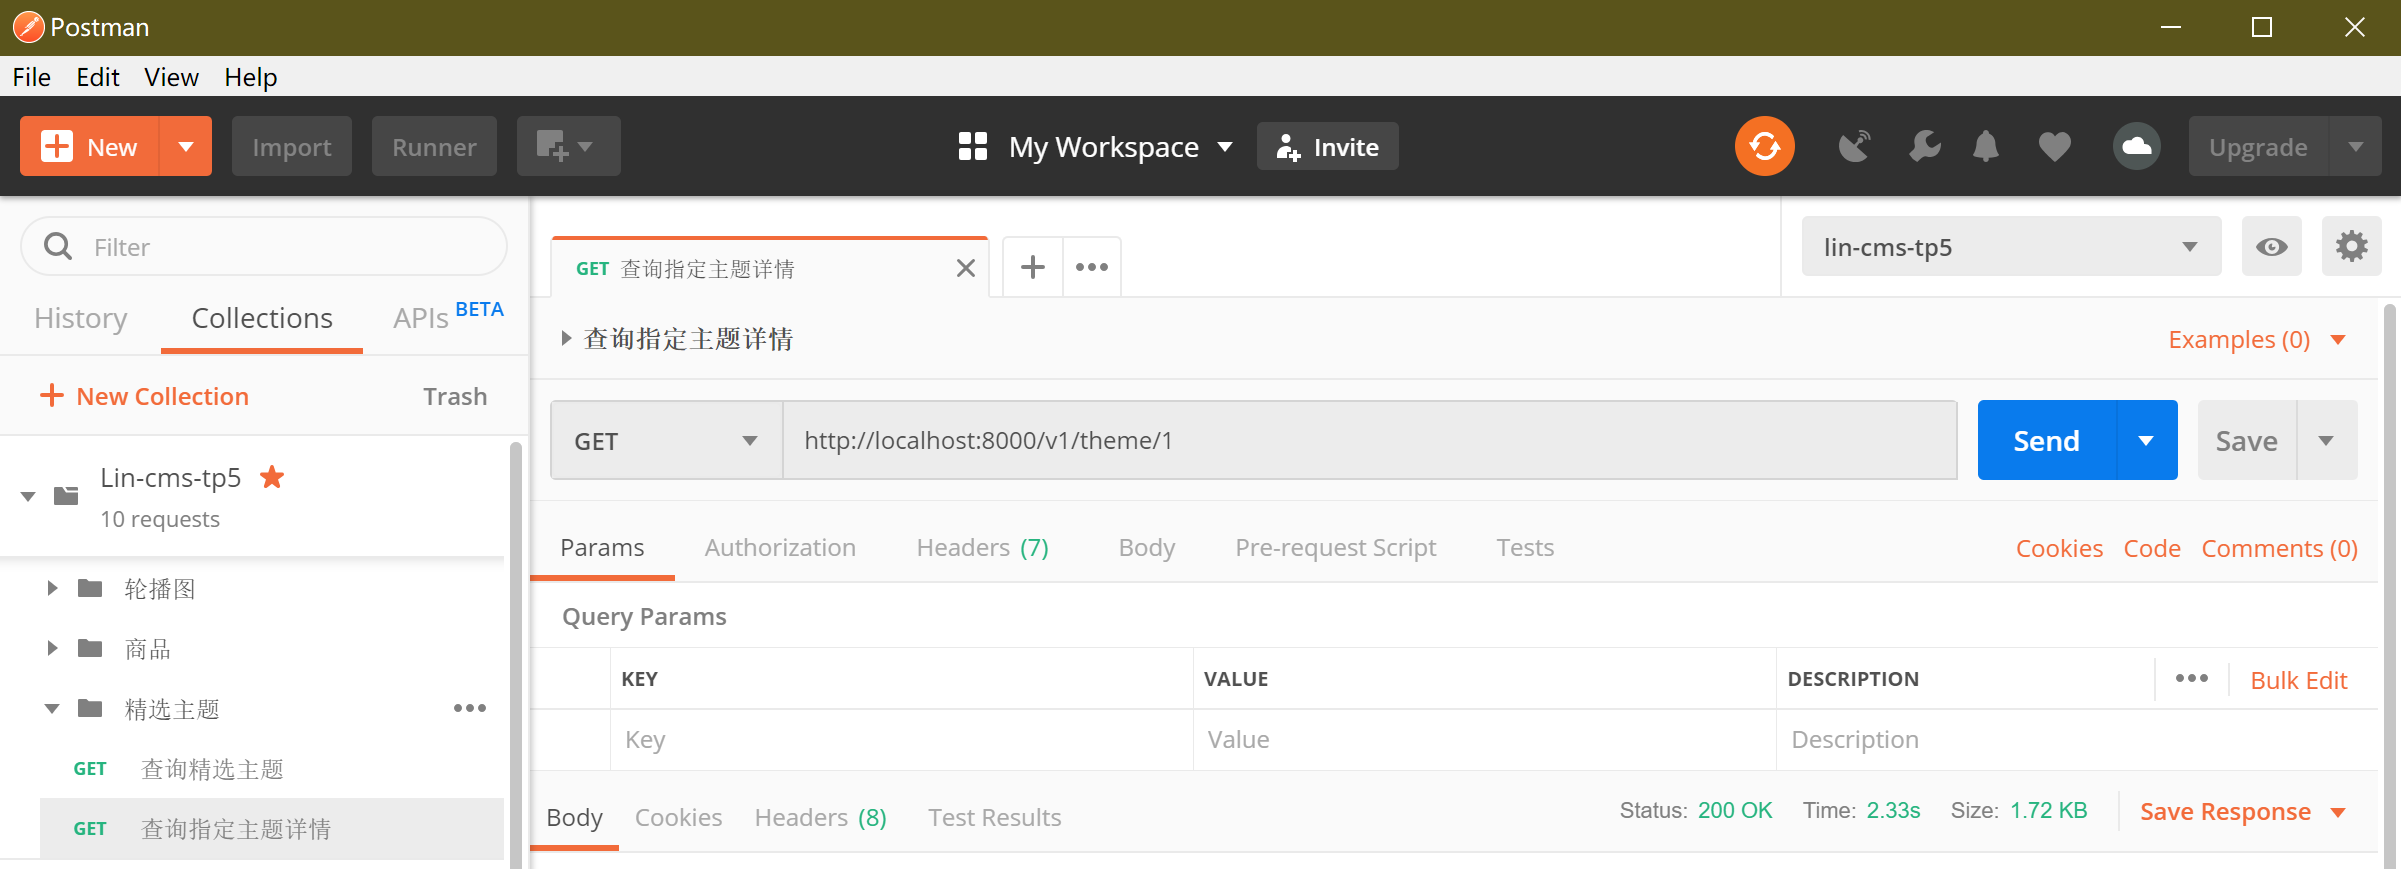 Postman
File Edit View Help
New Import Runner My Workspace Invite Upgrade
Filter
History Collections APIs BETA
New Collection Trash
Lin-cms-tp5
10 requests
轮播图
商品
精选主题
GET 查询精选主题
GET 查询指定主题详情
GET 查询指定主题详情
lin-cms-tp5
查询指定主题详情 Examples (0)
GET http://localhost:8000/v1/theme/1 Send Save
Params Authorization Headers (7) Body Pre-request Script Tests Cookies Code Comments (0)
Query Params
KEY VALUE DESCRIPTION Bulk Edit
Key Value Description
Body Cookies Headers (8) Test Results Status: 200 OK Time: 2.33s Size: 1.72 KB Save Response